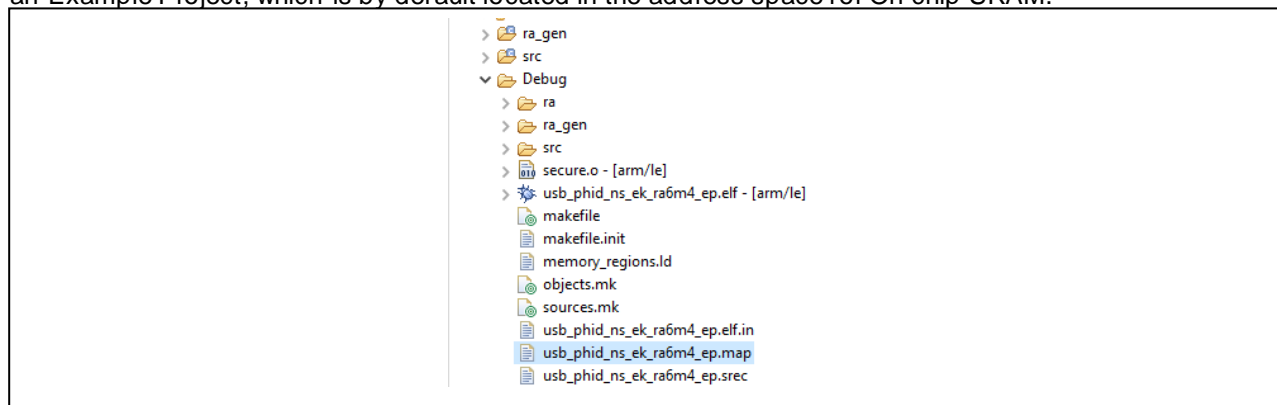 an Example Project, which is by default located in the address space for On chip SRAM.
ra_gen
src
Debug
ra
ra_gen
src
secure.o - [arm/le]
usb_phid_ns_ek_ra6m4_ep.elf - [arm/le]
makefile
makefile.init
memory_regions.ld
objects.mk
sources.mk
usb_phid_ns_ek_ra6m4_ep.elf.in
usb_phid_ns_ek_ra6m4_ep.map
usb_phid_ns_ek_ra6m4_ep.srec